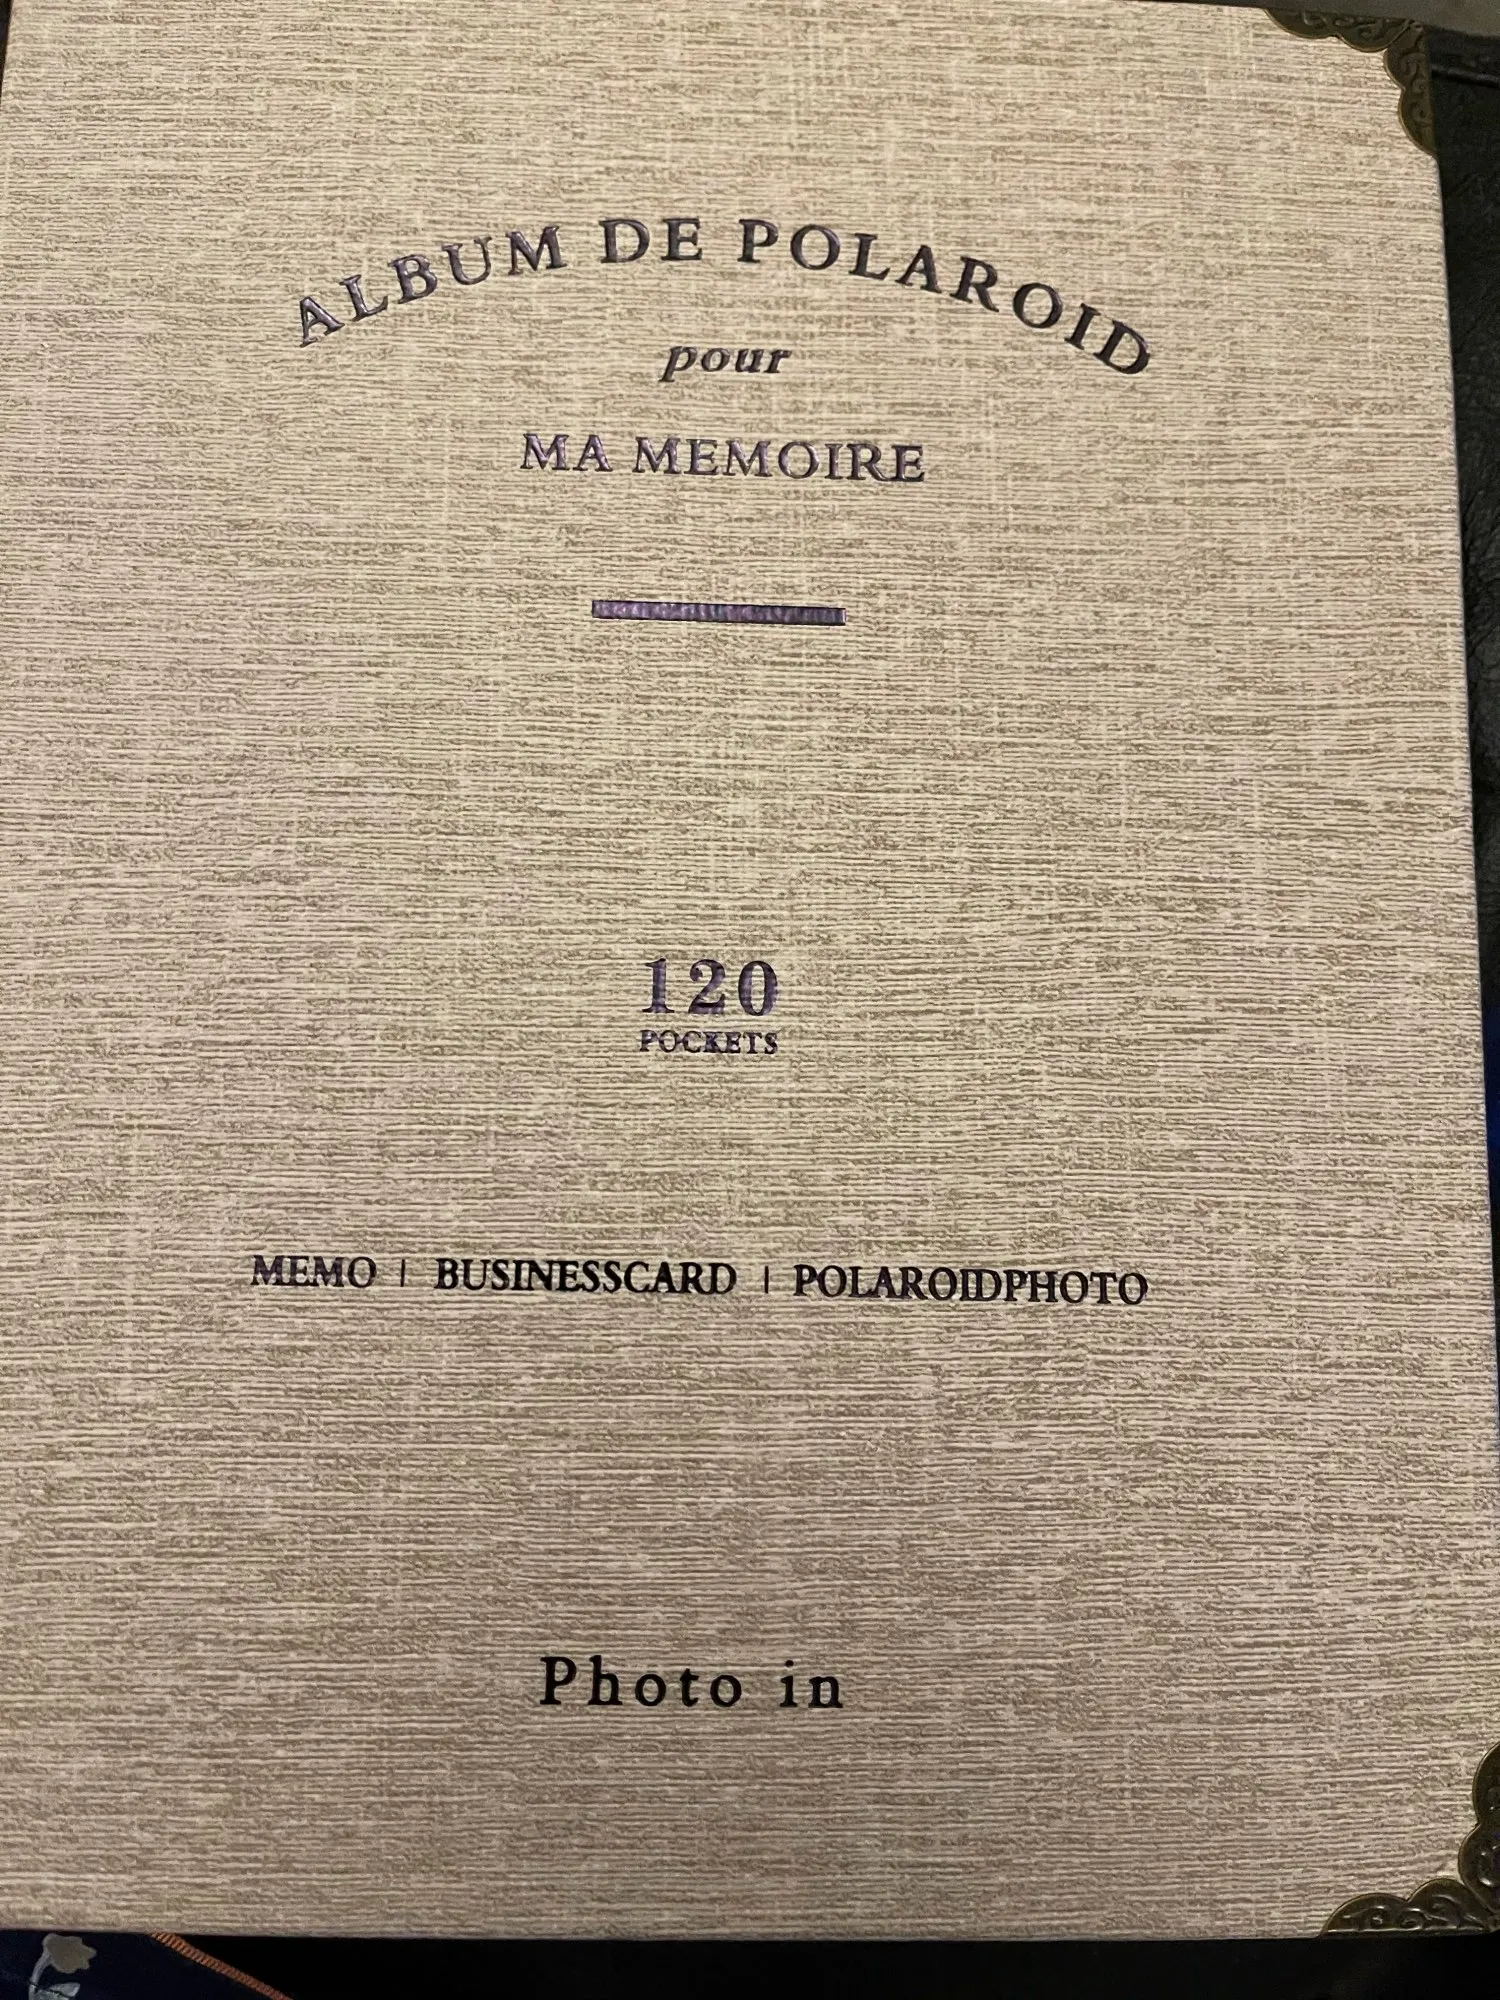 ALBUM DE POLAROID
pour
MA MEMOIRE
120
POCKETS
MEMO | BUSINESSCARD | POLAROIDPHOTO
Photo in